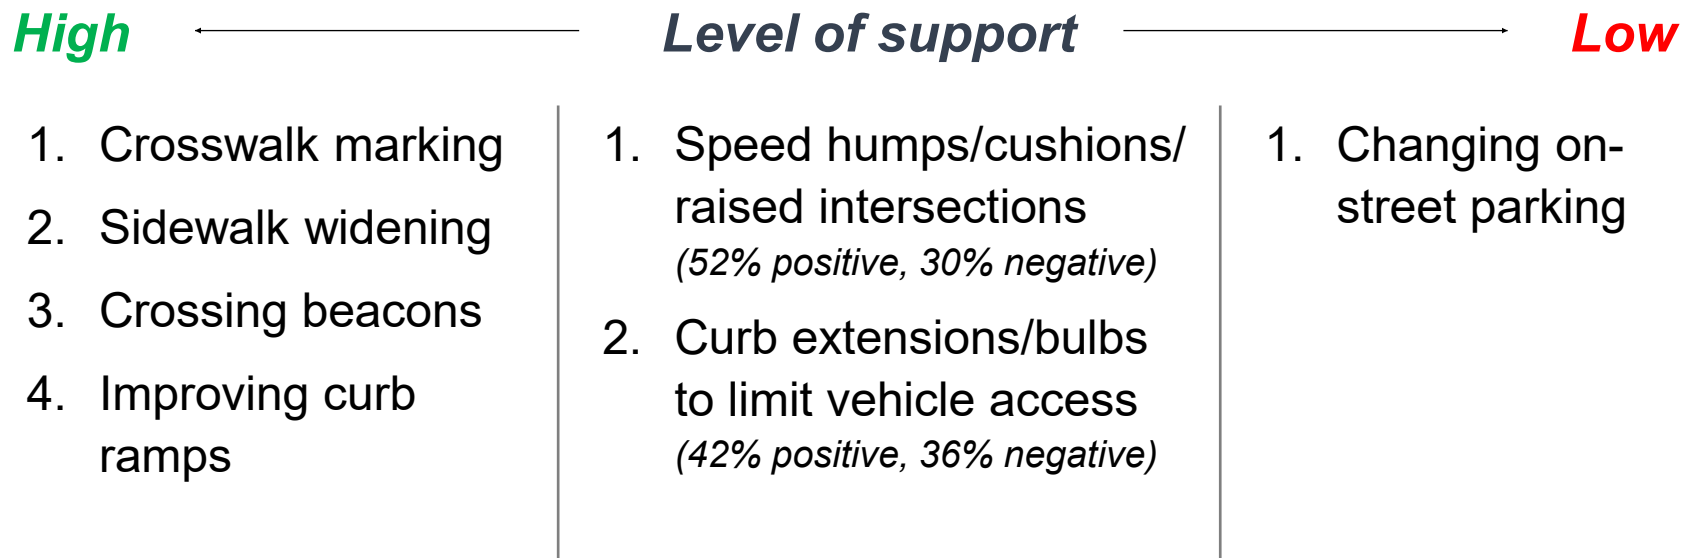 High Level of support Low
1. Crosswalk marking
2. Sidewalk widening
3. Crossing beacons
4. Improving curb
ramps
1. Speed humps/cushions/
raised intersections
(52% positive, 30% negative)
2. Curb extensions/bulbs
to limit vehicle access
(42% positive, 36% negative)
1. Changing on-
street parking